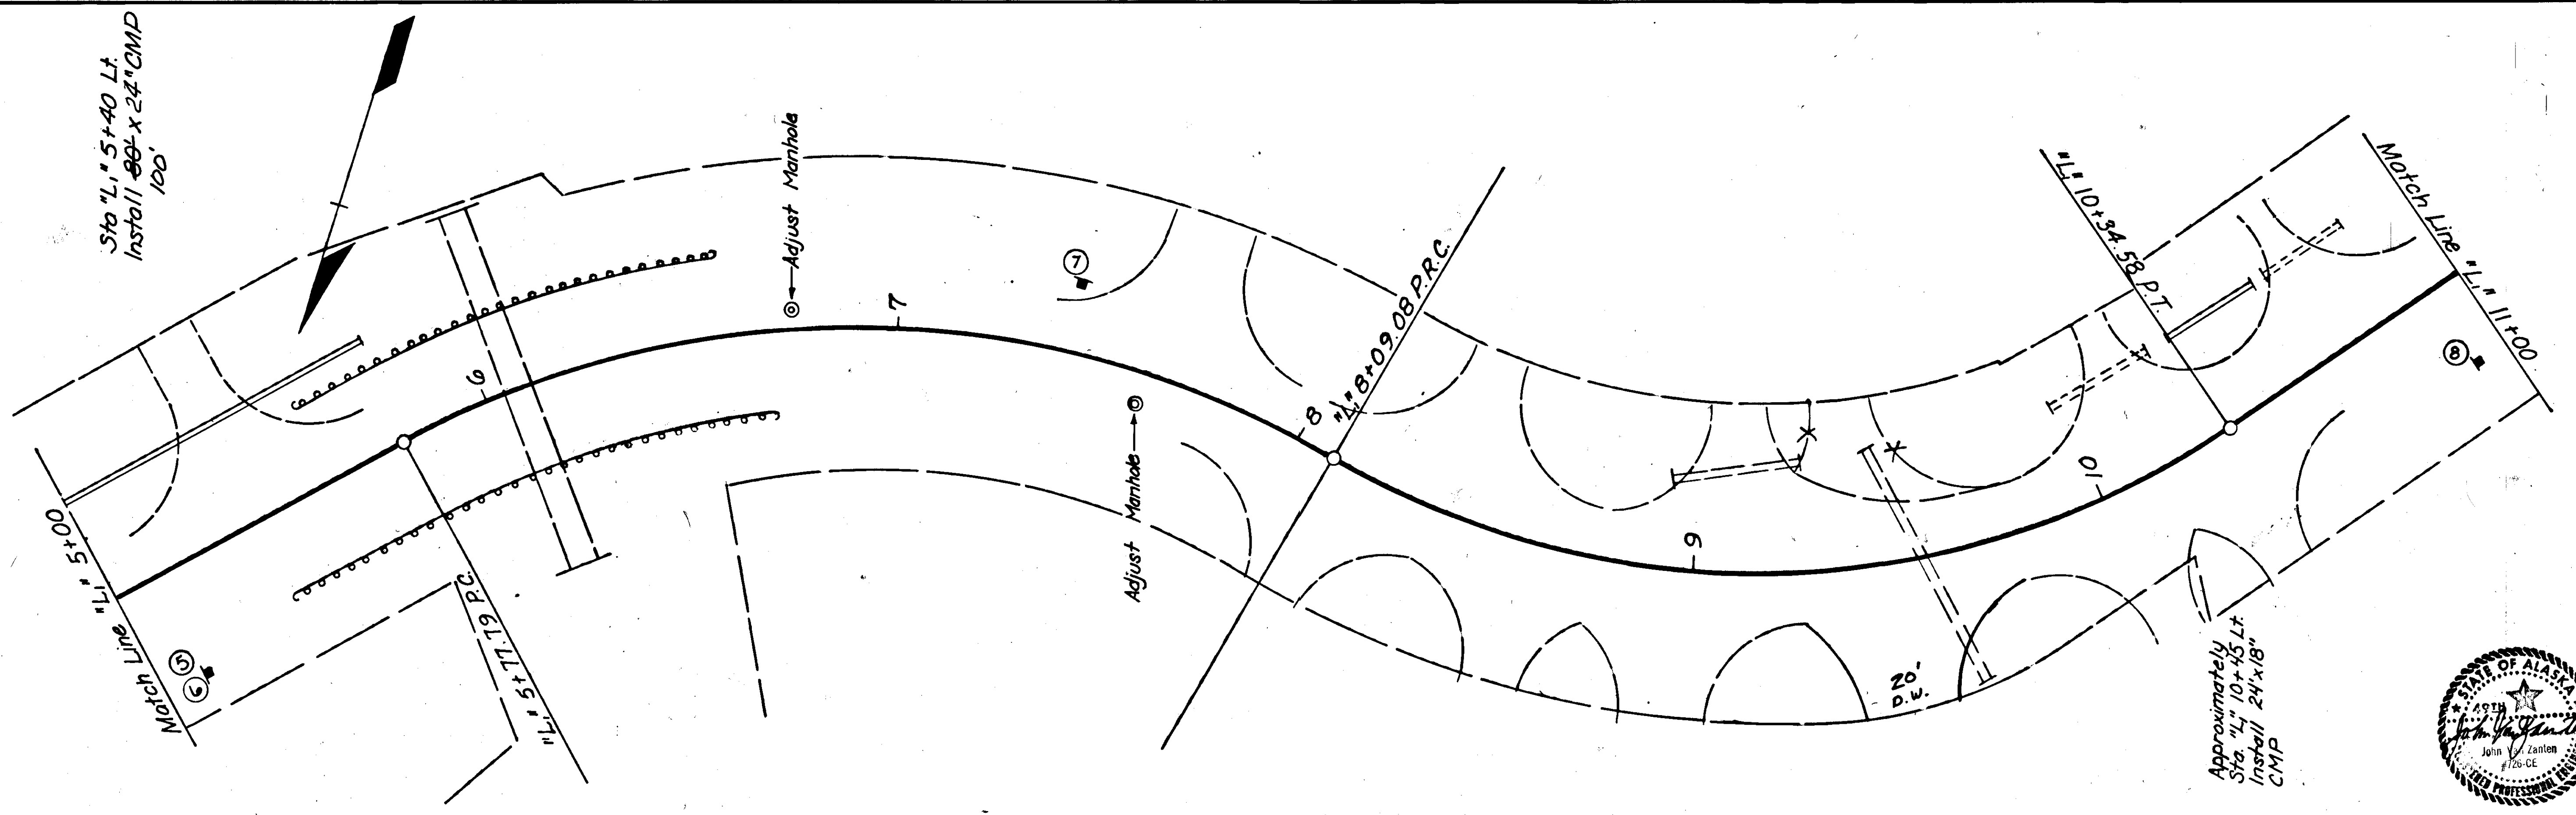 Sta "L₁" 5+40 Lt.
Install 80' x 24" CMP
100'
Adjust Manhole
Adjust Manhole
Match Line "L₁" 5+00
"L₁" 5+77.79 P.C.
5
6
6
7
7
8
"L₁" 8+09.08 P.R.C.
9
10
"L₁" 10+34.58 P.T.
Match Line "L₁" 11+00
8
20'
D.W.
Approximately
Sta. "L₁" 10+45 Lt.
Install 24'x18"
CMP
STATE OF ALASKA
49TH
John Van Zanten
#726-CE
PROFESSIONAL